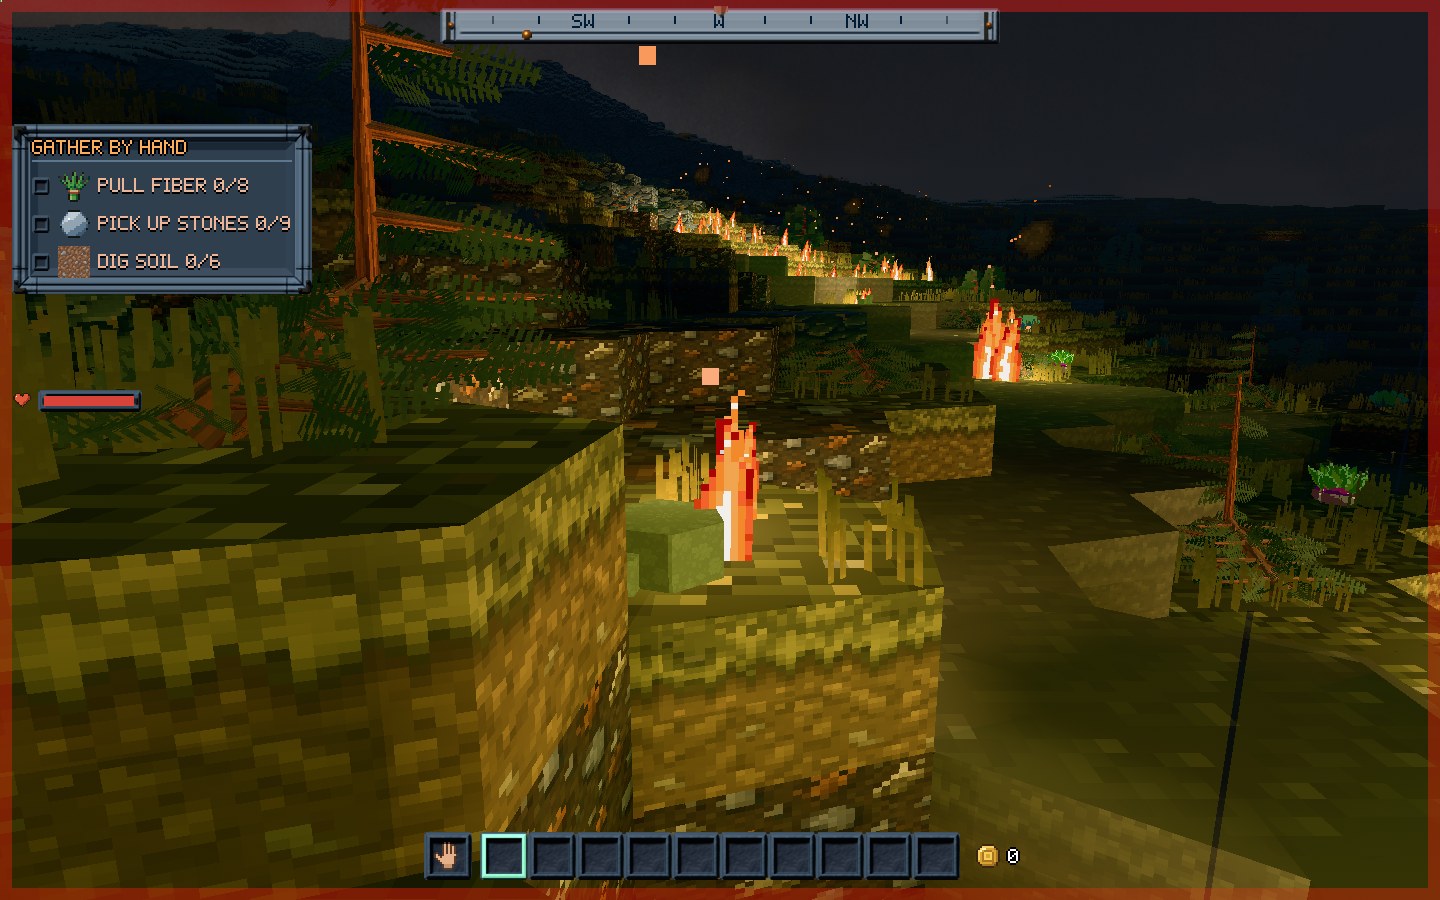 SW W NW
GATHER BY HAND
PULL FIBER 0/8
PICK UP STONES 0/9
DIG SOIL 0/6
0